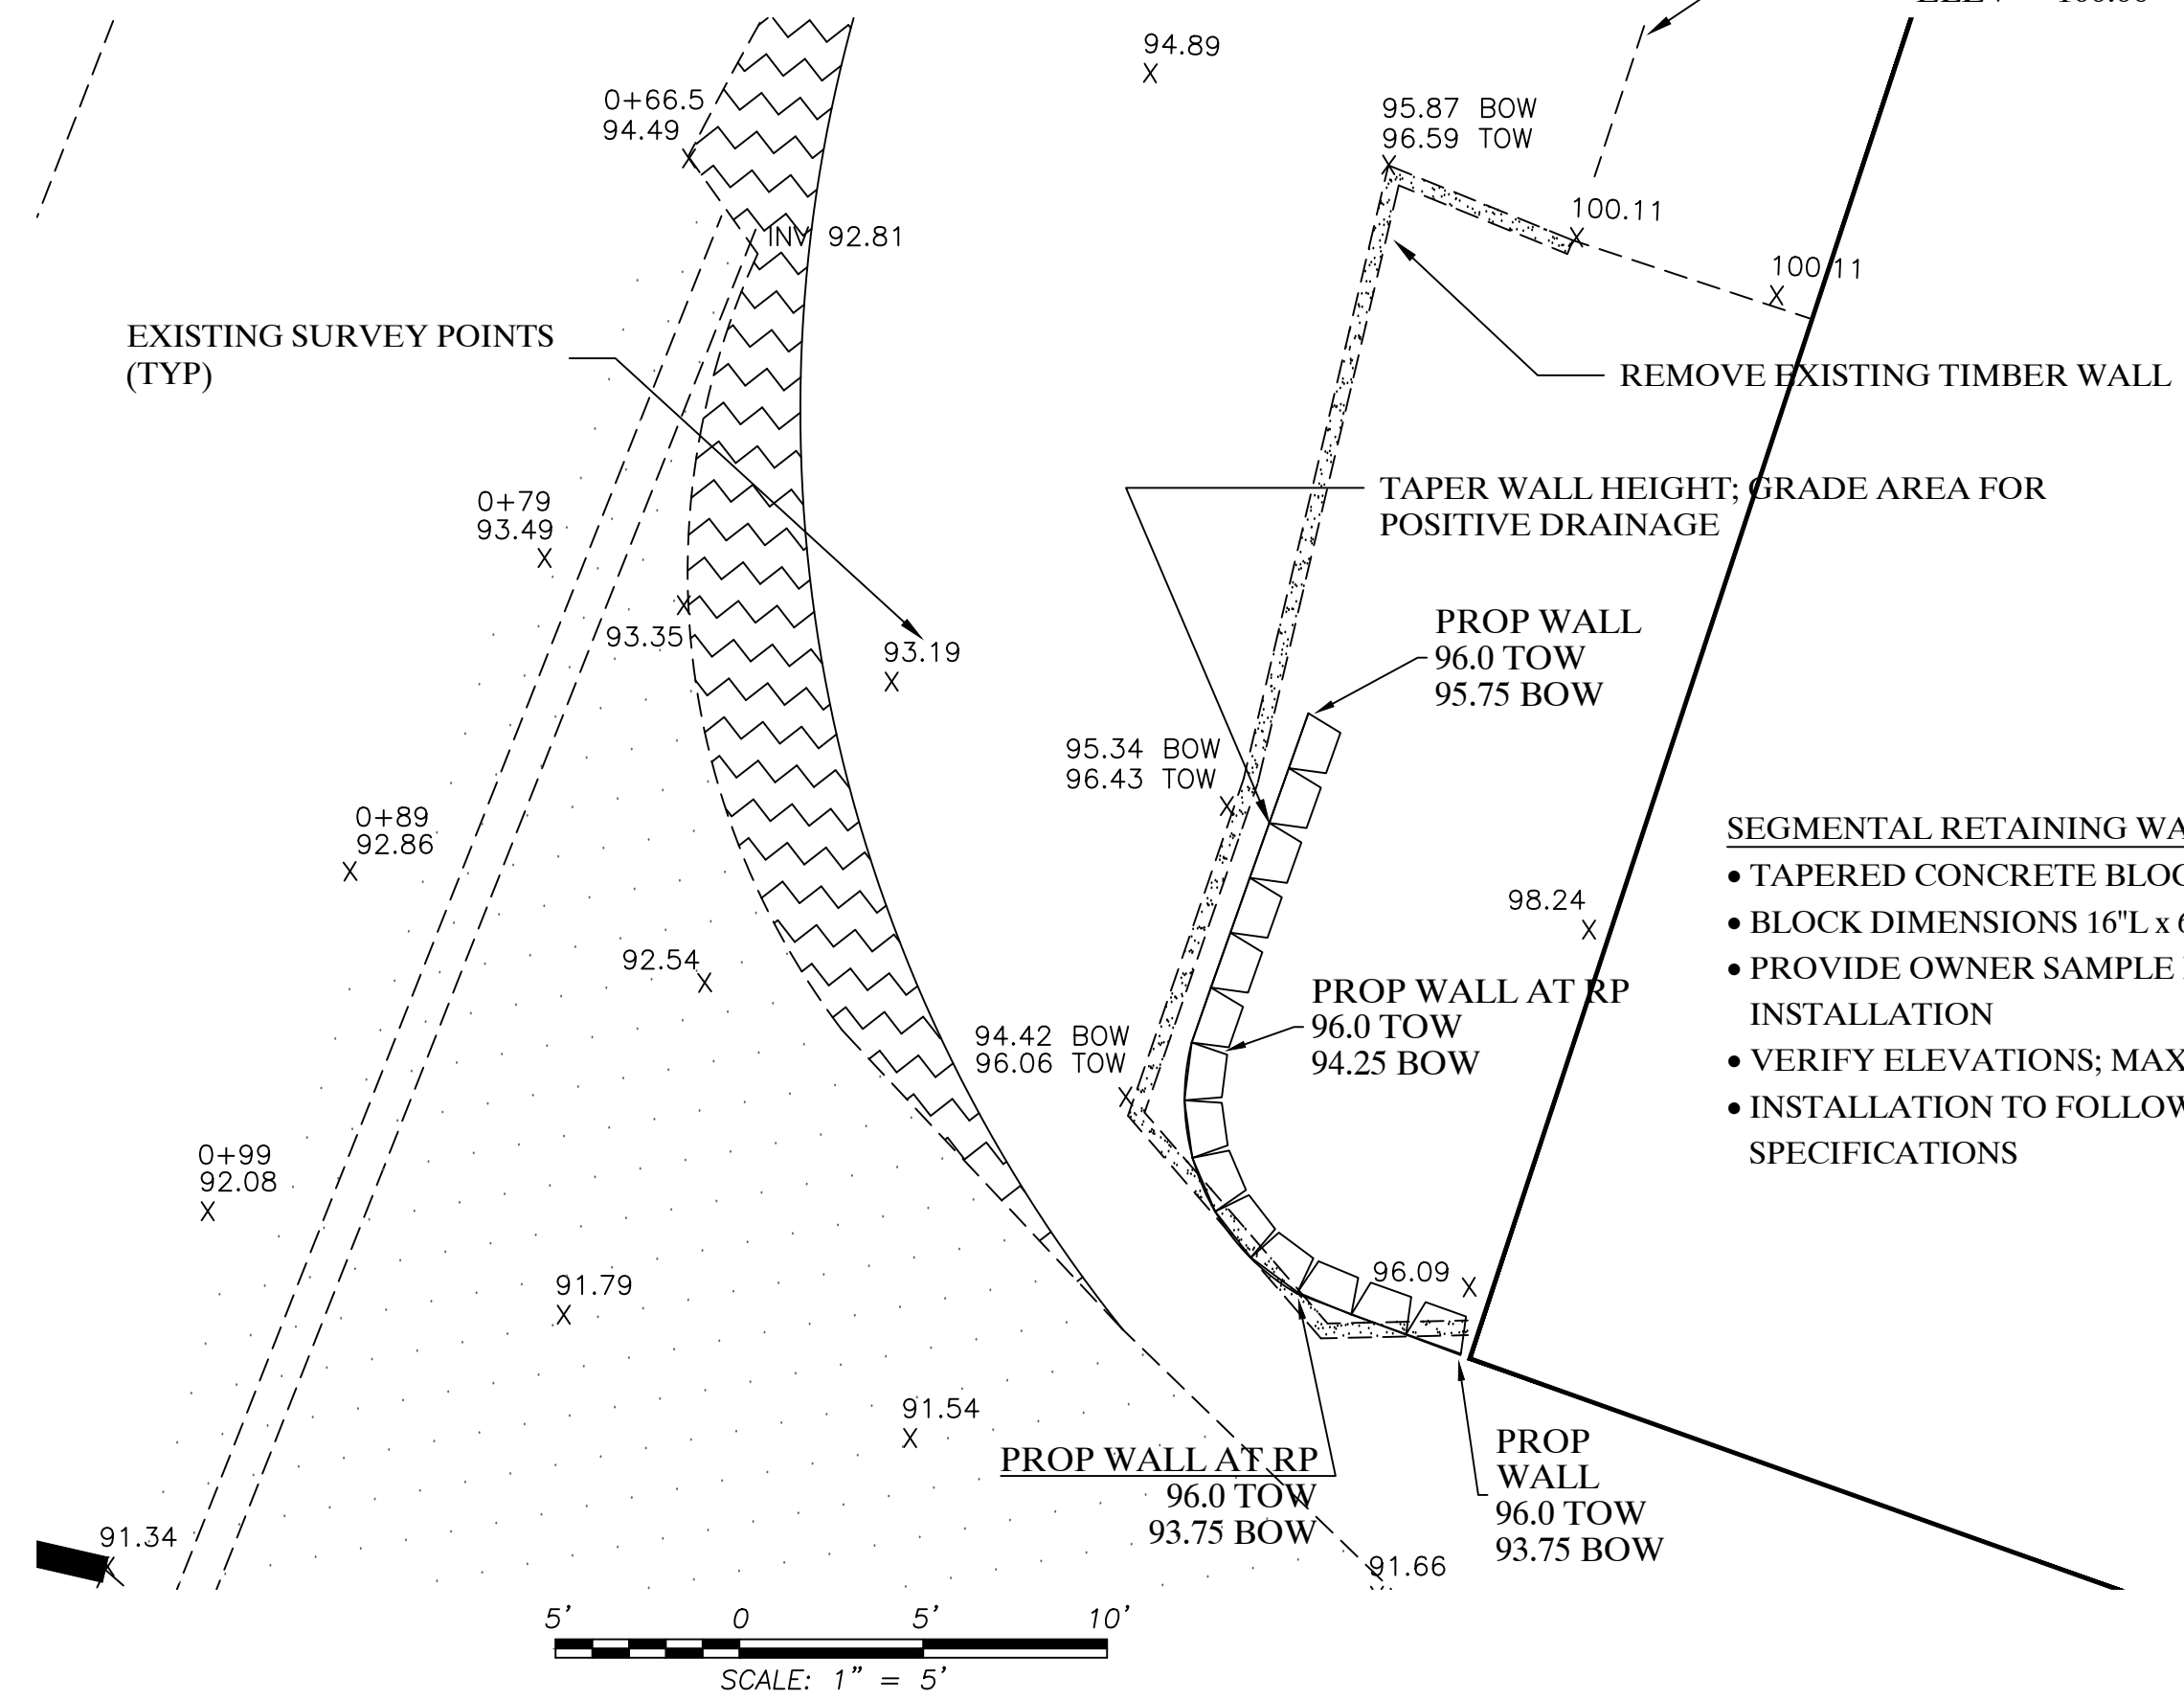 94.89
0+66.5
94.49
95.87 BOW
96.59 TOW
100.11
INV 92.81
100.11
EXISTING SURVEY POINTS
(TYP)
REMOVE EXISTING TIMBER WALL
0+79
93.49
TAPER WALL HEIGHT; GRADE AREA FOR
POSITIVE DRAINAGE
93.35
93.19
PROP WALL
96.0 TOW
95.75 BOW
95.34 BOW
96.43 TOW
0+89
92.86
98.24
SEGMENTAL RETAINING
• TAPERED CONCRETE
• BLOCK DIMENSIONS 16"L x
• PROVIDE OWNER SAMPLE
INSTALLATION
• VERIFY ELEVATIONS;
• INSTALLATION TO
SPECIFICATIONS
92.54
PROP WALL AT RP
96.0 TOW
94.25 BOW
94.42 BOW
96.06 TOW
0+99
92.08
96.09
91.79
91.54
PROP WALL AT RP
96.0 TOW
93.75 BOW
PROP
WALL
96.0 TOW
93.75 BOW
91.34
91.66
5' 0 5' 10'
SCALE: 1" = 5'